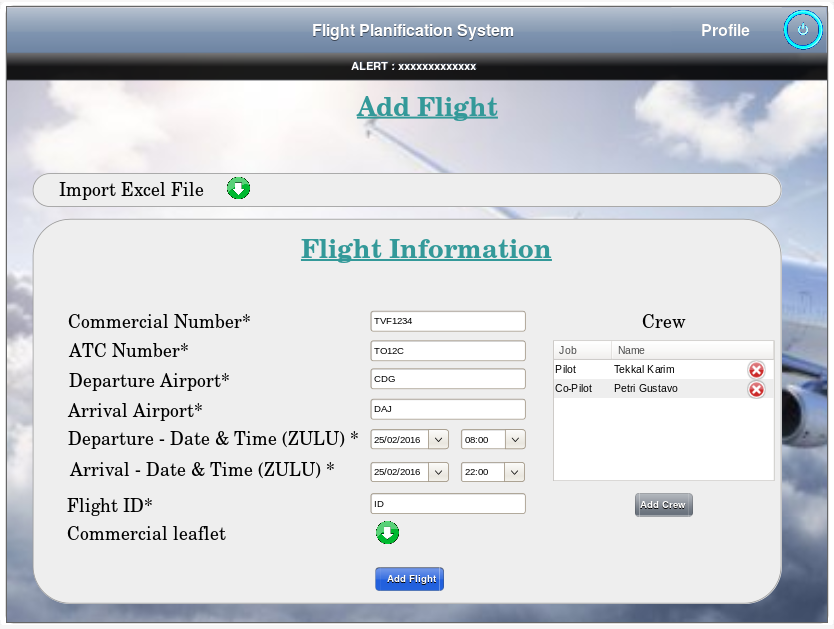 Flight Planification System
Profile
ALERT : xxxxxxxxxxxxx
Add Flight
Import Excel File
Flight Information
Commercial Number* TVF1234
ATC Number* TO12C
Departure Airport* CDG
Arrival Airport* DAJ
Departure - Date & Time (ZULU) * 25/02/2016 08:00
Arrival - Date & Time (ZULU) * 25/02/2016 22:00
Flight ID* ID
Commercial leaflet
Add Flight
Crew
Job Name
Pilot Tekkal Karim
Co-Pilot Petri Gustavo
Add Crew